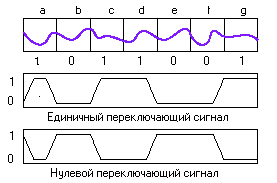 a b c d e f g
1 0 1 1 0 0 1
1
0
Единичный переключающий сигнал
1
0
Нулевой переключающий сигнал